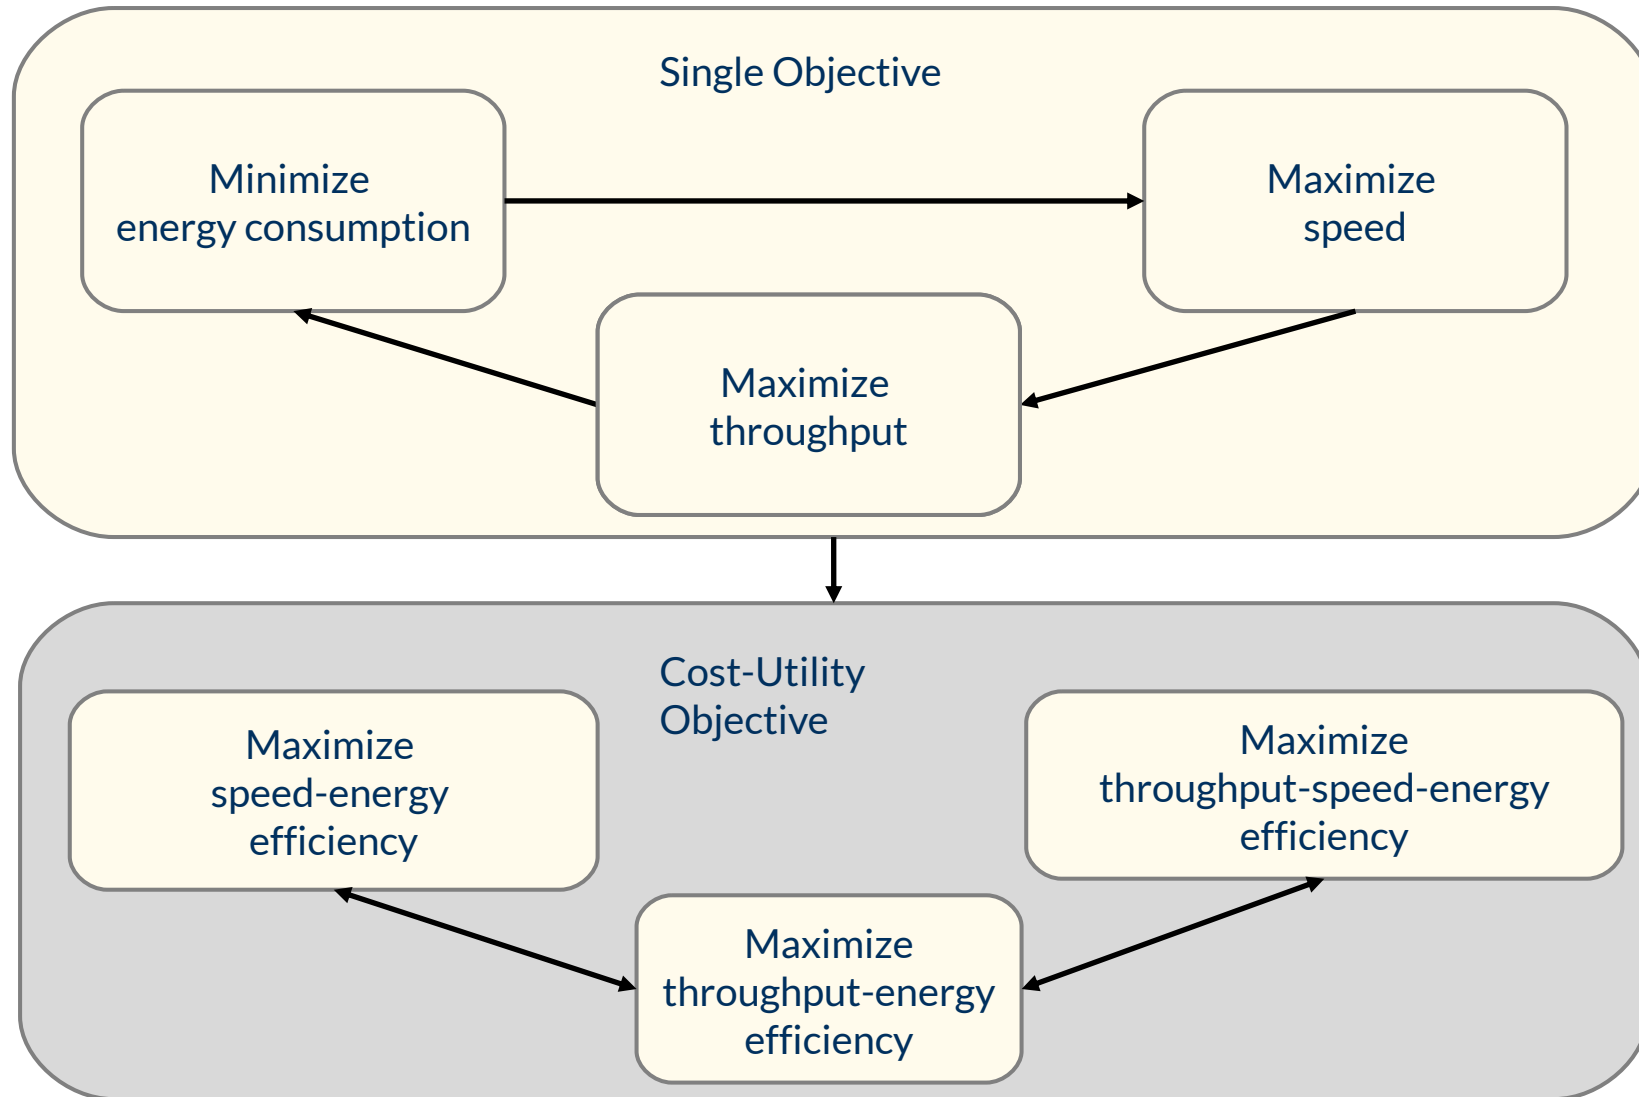 Single Objective
Minimize
energy consumption
Maximize
speed
Maximize
throughput
Cost-Utility
Objective
Maximize
speed-energy
efficiency
Maximize
throughput-speed-energy
efficiency
Maximize
throughput-energy
efficiency